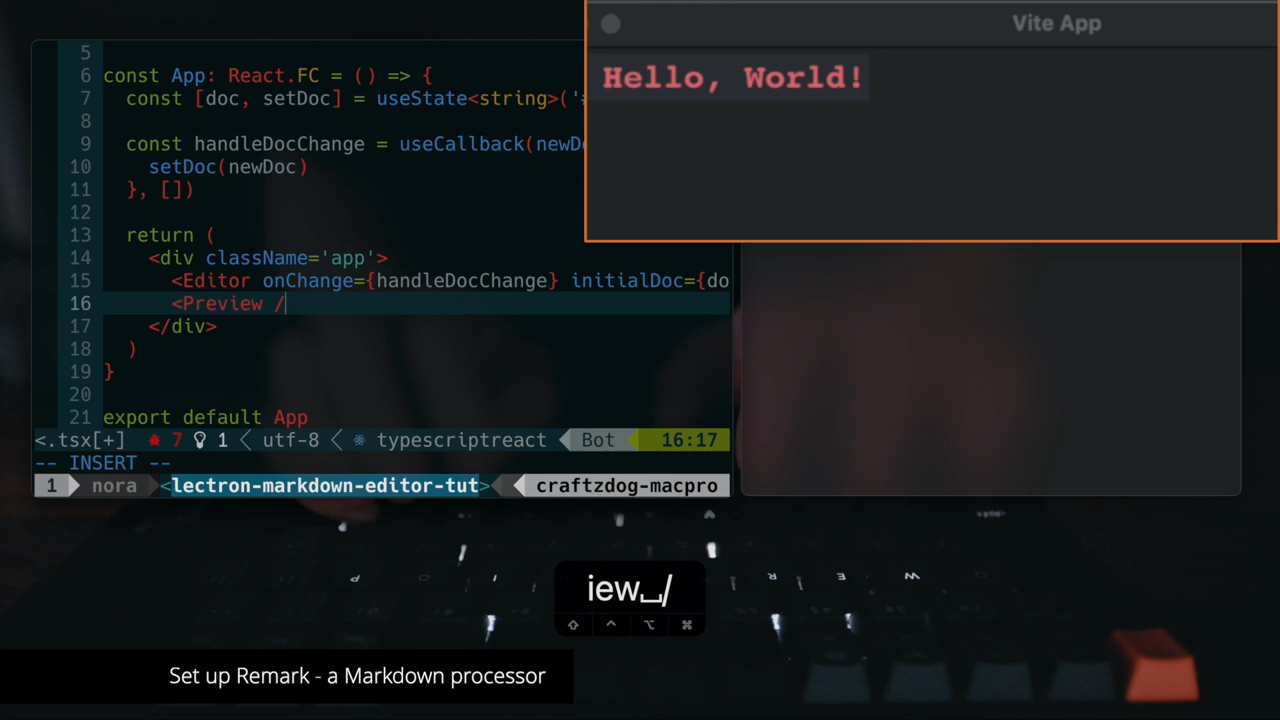 Vite App
Hello, World!
5
6 const App: React.FC = () => {
7 const [doc, setDoc] = useState<string>('#
8
9 const handleDocChange = useCallback(newDo
10 setDoc(newDoc)
11 }, [])
12
13 return (
14 <div className='app'>
15 <Editor onChange={handleDocChange} initialDoc={do
16 <Preview /
17 </div>
18 )
19 }
20
21 export default App
<.tsx[+] 7 1 utf-8 typescriptreact Bot 16:17
-- INSERT --
1 nora <lectron-markdown-editor-tut> craftzdog-macpro
iew␣/
⇧ ^ ⌥ ⌘
P O I R E W
Set up Remark - a Markdown processor